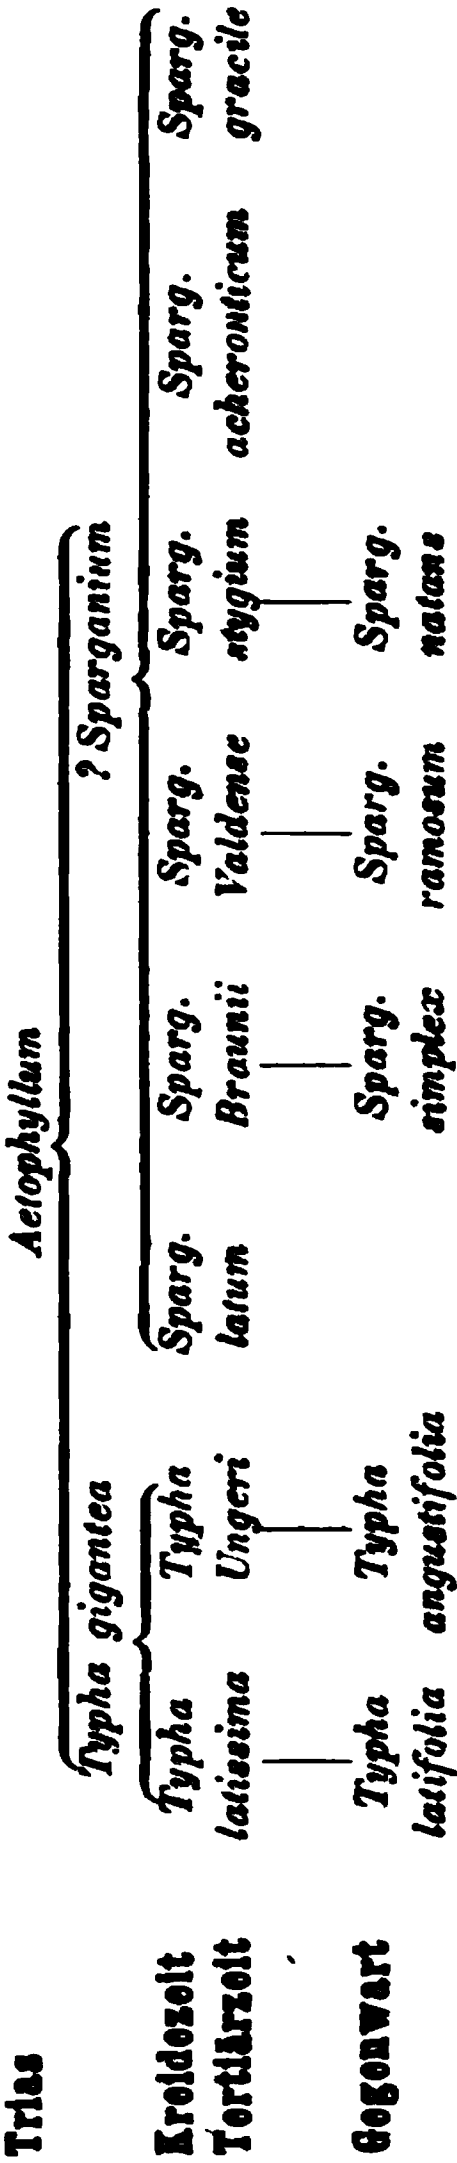 Trias Aetophyllum
Typha gigantea ? Sparganium
Kreidezeit Typha Typha Sparg. Sparg. Sparg. Sparg. Sparg. Sparg.
Tertiärzeit latissima Ungeri latum Braunii Valdense stygium acheronticum gracile
Gegenwart Typha Typha Sparg. Sparg. Sparg.
latifolia angustifolia simplex ramosum natans